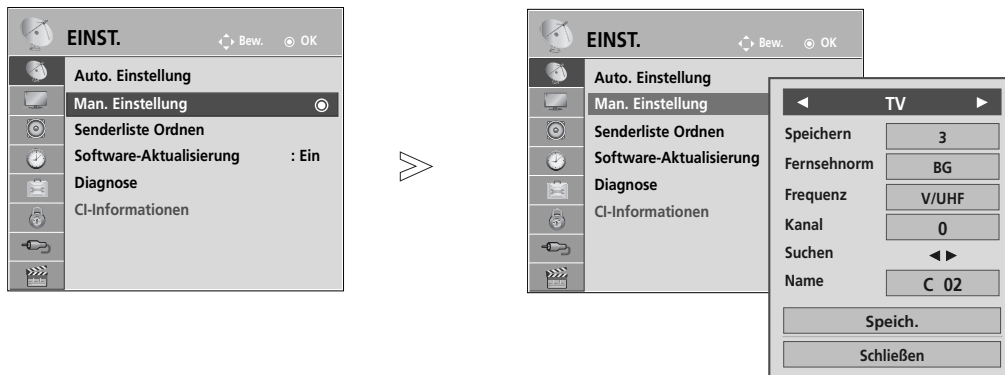 EINST. Bew. OK
Auto. Einstellung
Man. Einstellung
Senderliste Ordnen
Software-Aktualisierung : Ein
Diagnose
CI-Informationen
EINST. Bew. OK
Auto. Einstellung
Man. Einstellung
Senderliste Ordnen
Software-Aktualisierung
Diagnose
CI-Informationen
◄ TV ►
Speichern 3
Fernsehnorm BG
Frequenz V/UHF
Kanal 0
Suchen ◄ ►
Name C 02
Speich.
Schließen